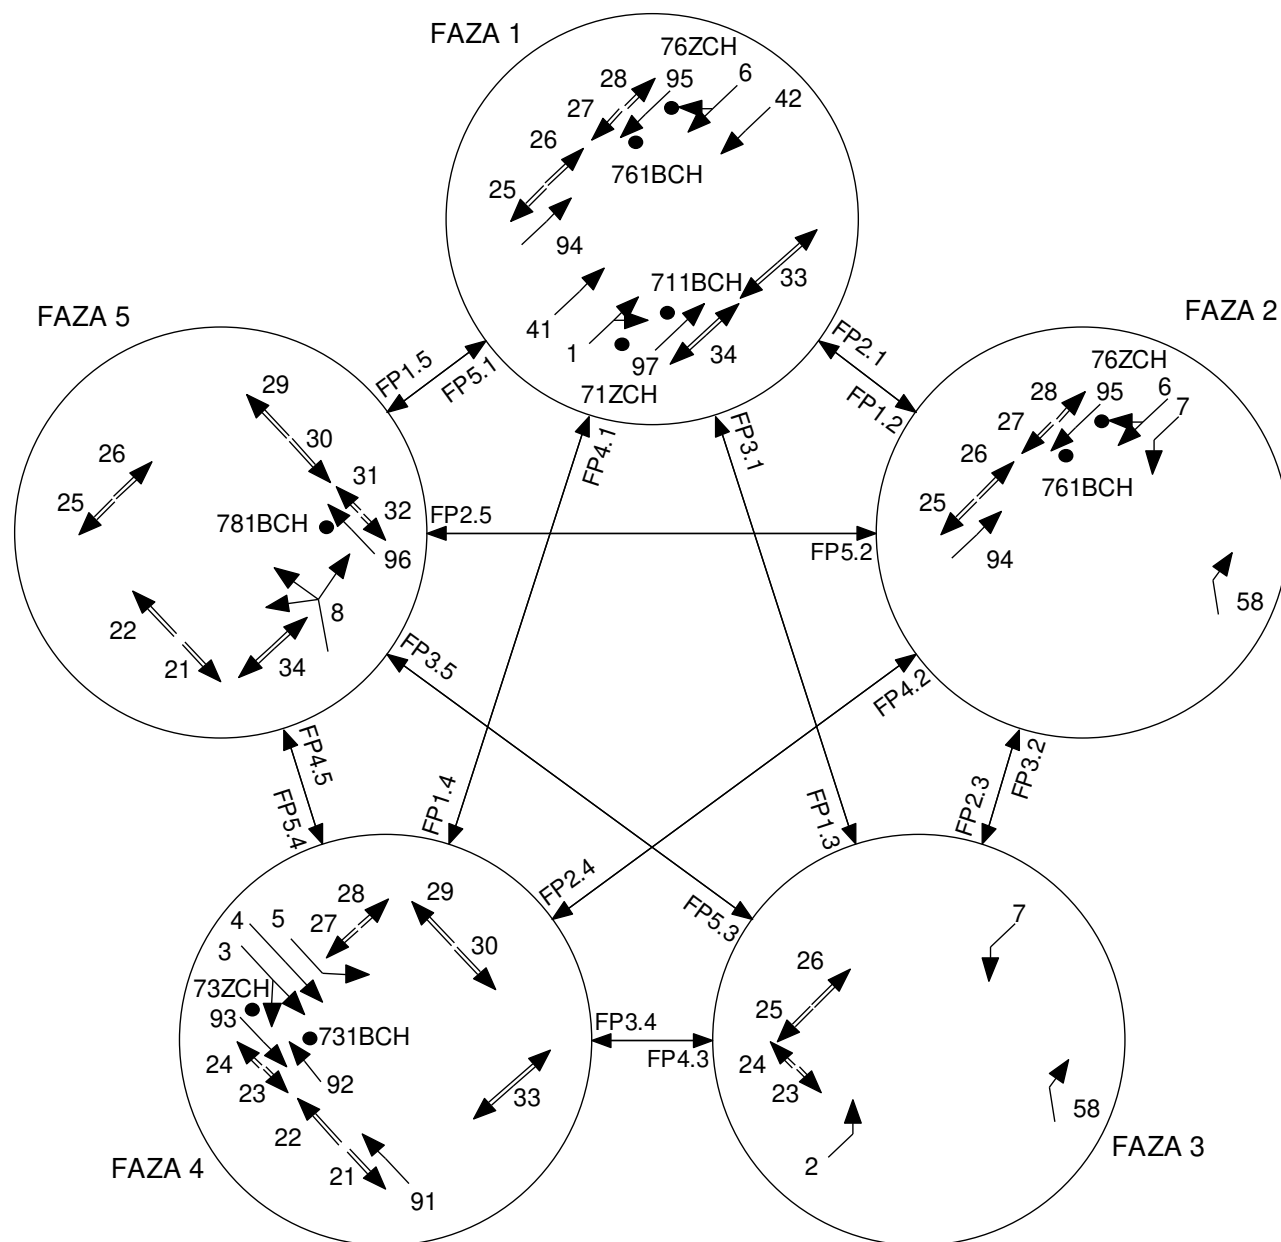 FAZA 1
76ZCH
28
95
6
42
27
26
761BCH
25
94
711BCH
33
41
1
97
34
71ZCH
FAZA 5
29
30
26
31
25
32
781BCH
96
8
22
21
34
FAZA 2
76ZCH
28
95
6
7
27
26
761BCH
25
94
58
FP1.5
FP5.1
FP2.1
FP1.2
FP4.1
FP3.1
FP2.5
FP5.2
FP3.5
FP4.2
FP4.5
FP5.4
FP1.4
FP1.3
FP2.3
FP3.2
FP2.4
FP5.3
FP3.4
FP4.3
FAZA 4
28
29
4
5
27
3
30
73ZCH
93
731BCH
24
23
92
33
22
21
91
FAZA 3
7
26
25
24
23
58
2